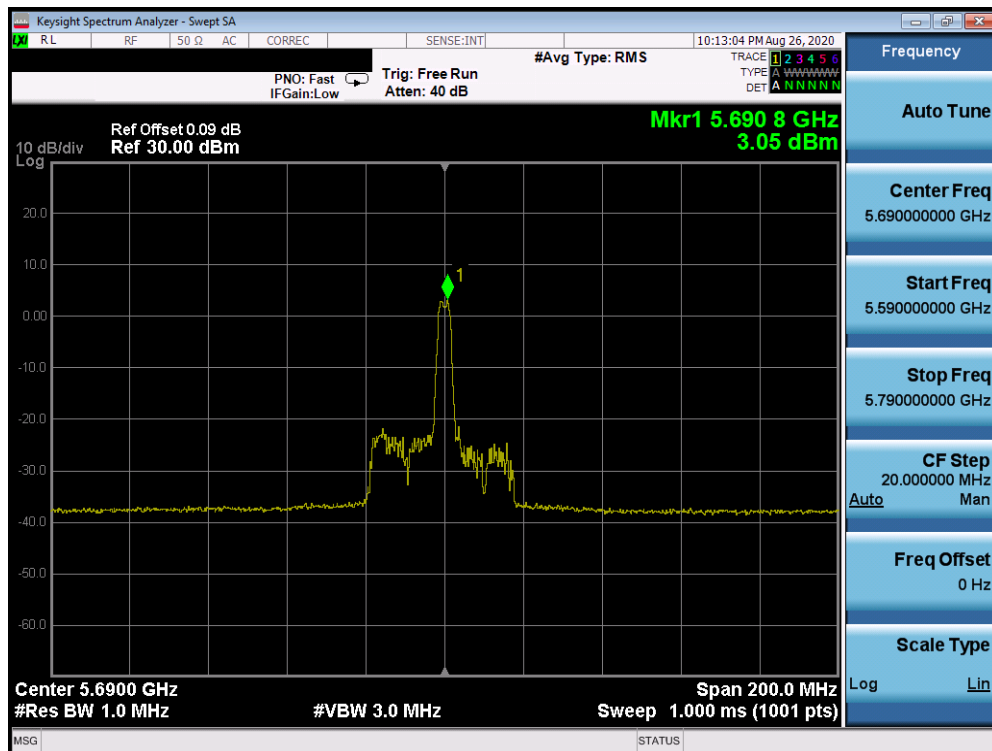 Keysight Spectrum Analyzer - Swept SA
LXI RL RF 50 Ω AC CORREC SENSE:INT 10:13:04 PM Aug 26, 2020
#Avg Type: RMS TRACE 1 2 3 4 5 6
PNO: Fast Trig: Free Run TYPE A WWWWW
IFGain:Low Atten: 40 dB DET A N N N N N
Mkr1 5.690 8 GHz
Ref Offset 0.09 dB
10 dB/div Ref 30.00 dBm 3.05 dBm
Log
20.0
10.0
1
0.00
-10.0
-20.0
-30.0
-40.0
-50.0
-60.0
Center 5.6900 GHz Span 200.0 MHz
#Res BW 1.0 MHz #VBW 3.0 MHz Sweep 1.000 ms (1001 pts)
MSG STATUS
Frequency
Auto Tune
Center Freq
5.690000000 GHz
Start Freq
5.590000000 GHz
Stop Freq
5.790000000 GHz
CF Step
20.000000 MHz
Auto Man
Freq Offset
0 Hz
Scale Type
Log Lin